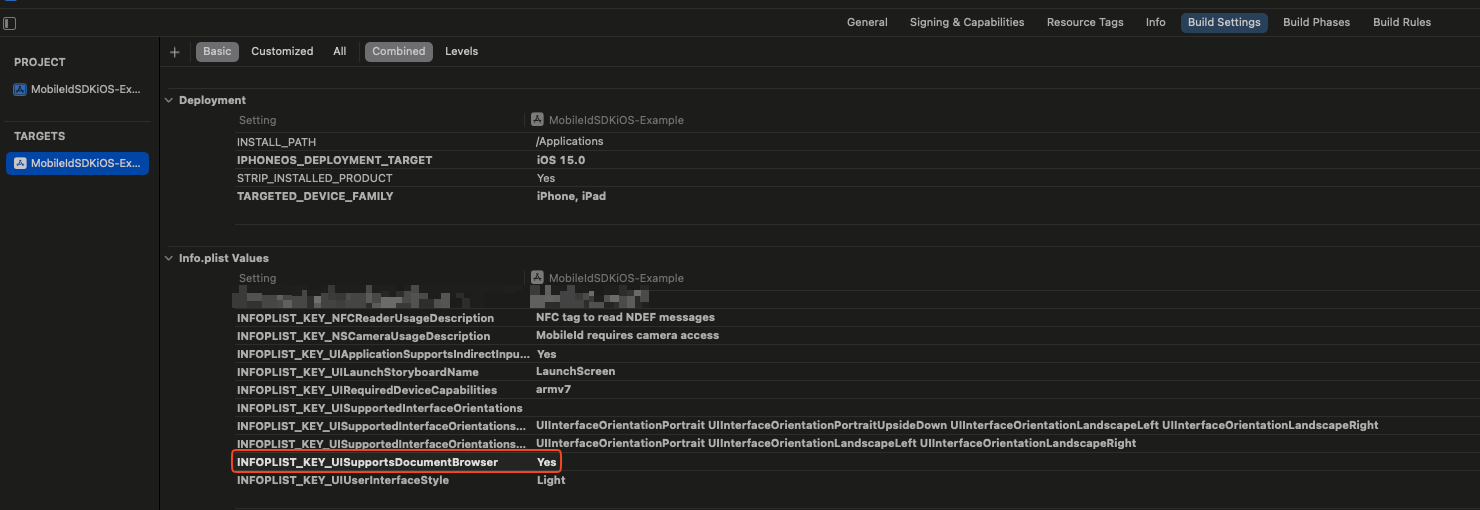 General Signing & Capabilities Resource Tags Info Build Settings Build Phases Build Rules
+ Basic Customized All Combined Levels
PROJECT
MobileIdSDKiOS-Ex...
TARGETS
MobileIdSDKiOS-Ex...
Deployment
Setting MobileIdSDKiOS-Example
INSTALL_PATH /Applications
IPHONEOS_DEPLOYMENT_TARGET iOS 15.0
STRIP_INSTALLED_PRODUCT Yes
TARGETED_DEVICE_FAMILY iPhone, iPad
Info.plist Values
Setting MobileIdSDKiOS-Example
INFOPLIST_KEY_NFCReaderUsageDescription NFC tag to read NDEF messages
INFOPLIST_KEY_NSCameraUsageDescription MobileId requires camera access
INFOPLIST_KEY_UIApplicationSupportsIndirectInpu... Yes
INFOPLIST_KEY_UILaunchStoryboardName LaunchScreen
INFOPLIST_KEY_UIRequiredDeviceCapabilities armv7
INFOPLIST_KEY_UISupportedInterfaceOrientations
INFOPLIST_KEY_UISupportedInterfaceOrientations... UIInterfaceOrientationPortrait UIInterfaceOrientationPortraitUpsideDown UIInterfaceOrientationLandscapeLeft UIInterfaceOrientationLandscapeRight
INFOPLIST_KEY_UISupportedInterfaceOrientations... UIInterfaceOrientationPortrait UIInterfaceOrientationLandscapeLeft UIInterfaceOrientationLandscapeRight
INFOPLIST_KEY_UISupportsDocumentBrowser Yes
INFOPLIST_KEY_UIUserInterfaceStyle Light